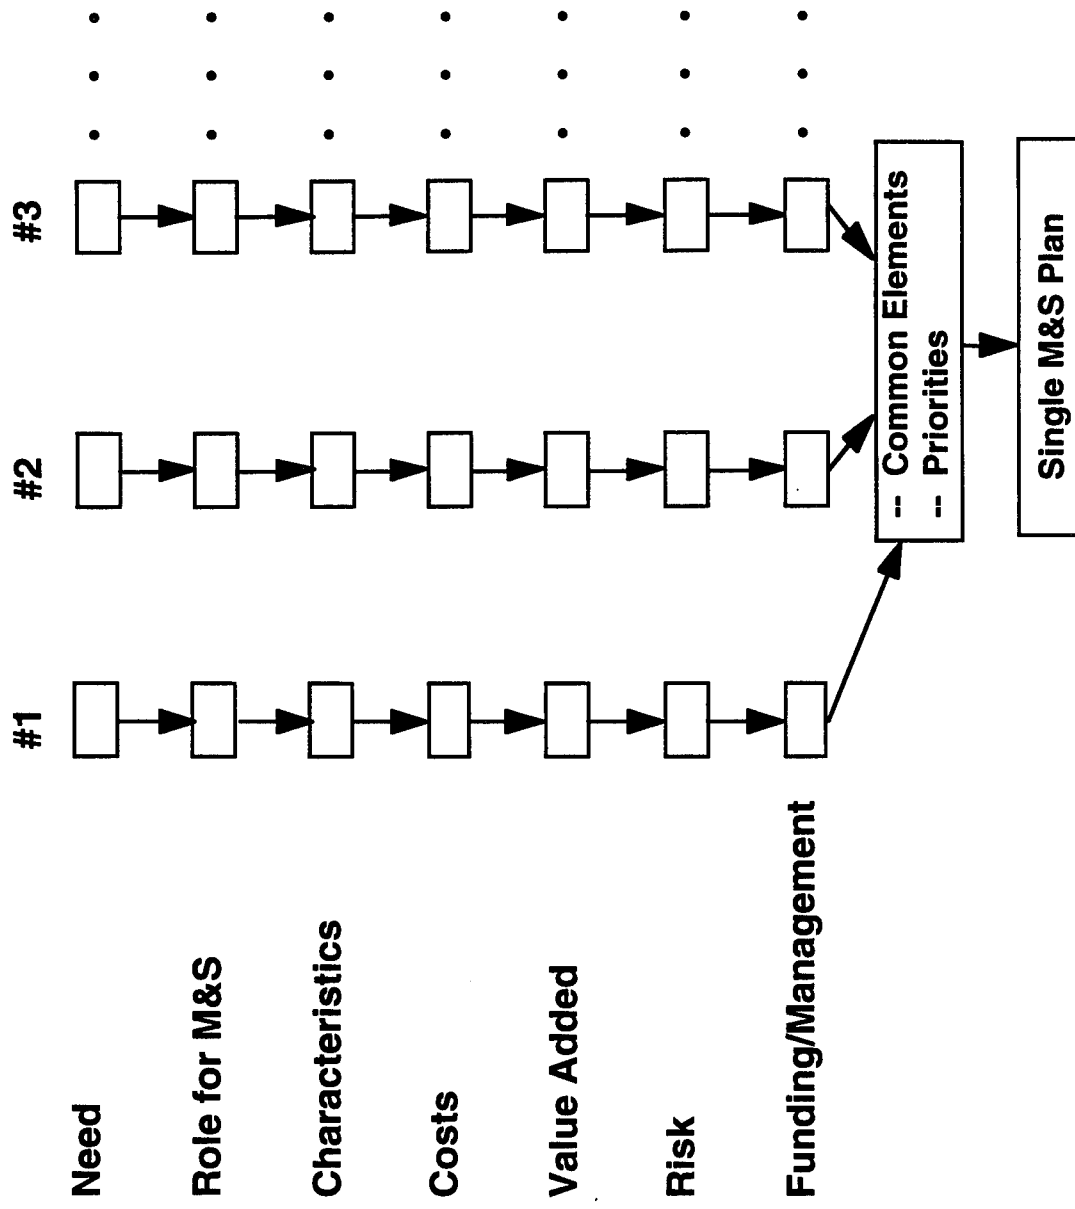 #1
#2
#3
Need
Role for M&S
Characteristics
Costs
Value Added
Risk
Funding/Management
-- Common Elements
-- Priorities
Single M&S Plan